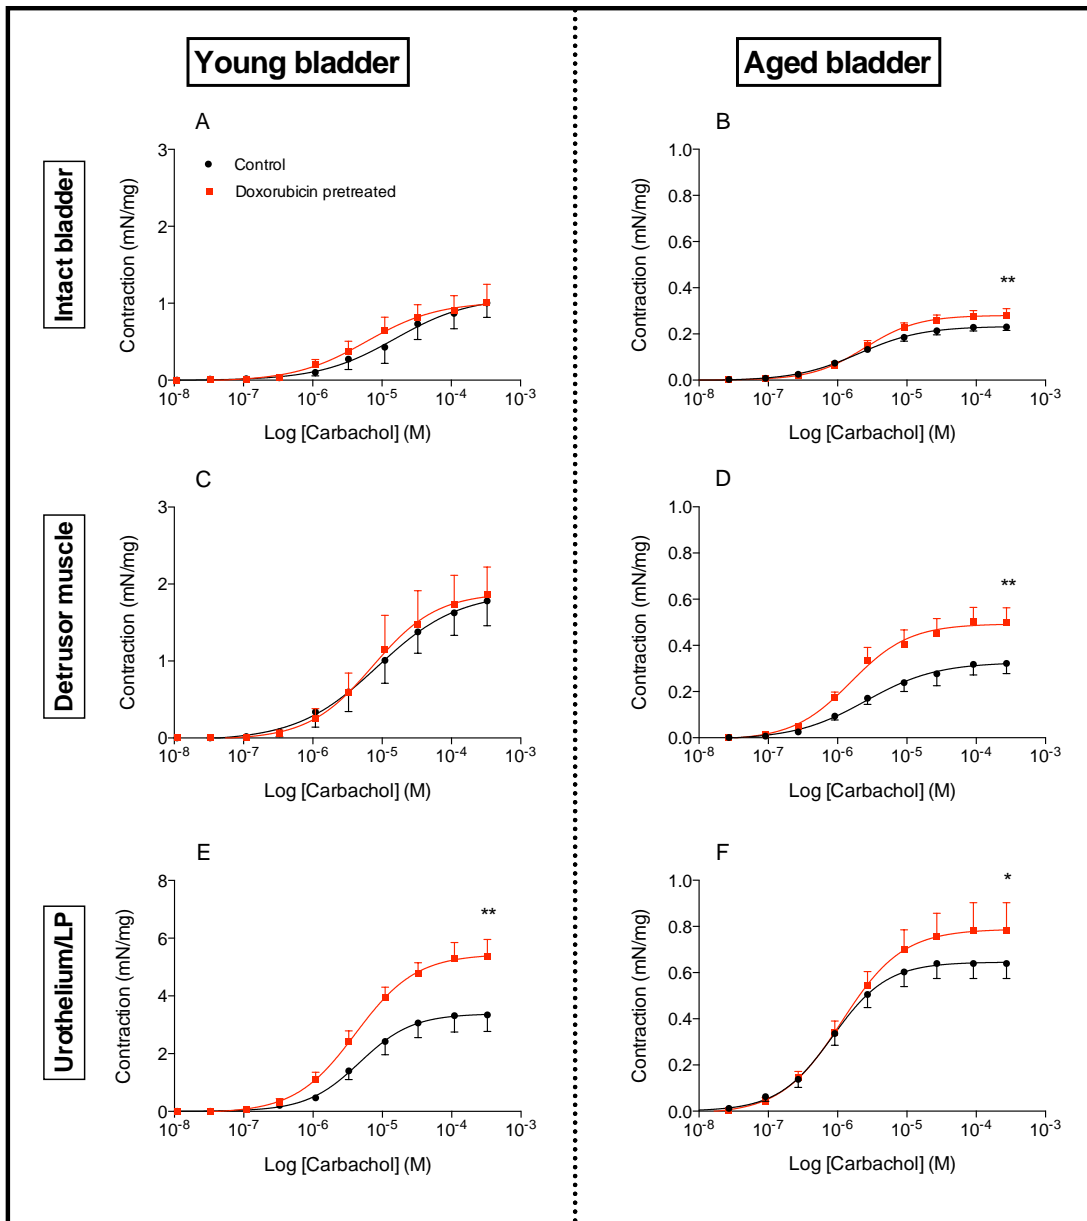 Young bladder
Aged bladder
Intact bladder
A
Control
Doxorubicin pretreated
Contraction (mN/mg)
3
2
1
0
10-8
10-7
10-6
10-5
10-4
10-3
Log [Carbachol] (M)
B
Contraction (mN/mg)
1.0
0.8
0.6
0.4
0.2
0.0
**
10-8
10-7
10-6
10-5
10-4
10-3
Log [Carbachol] (M)
Detrusor muscle
C
Contraction (mN/mg)
3
2
1
0
10-8
10-7
10-6
10-5
10-4
10-3
Log [Carbachol] (M)
D
Contraction (mN/mg)
1.0
0.8
0.6
0.4
0.2
0.0
**
10-8
10-7
10-6
10-5
10-4
10-3
Log [Carbachol] (M)
Urothelium/LP
E
Contraction (mN/mg)
8
6
4
2
0
**
10-8
10-7
10-6
10-5
10-4
10-3
Log [Carbachol] (M)
F
Contraction (mN/mg)
1.0
0.8
0.6
0.4
0.2
0.0
*
10-8
10-7
10-6
10-5
10-4
10-3
Log [Carbachol] (M)